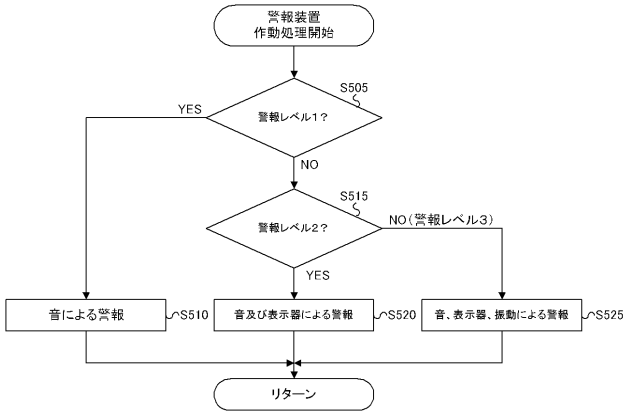 警報装置
作動処理開始
S505
警報レベル1？
YES
NO
S515
警報レベル2？
NO（警報レベル3）
YES
音による警報
S510
音及び表示器による警報
S520
音、表示器、振動による警報
S525
リターン